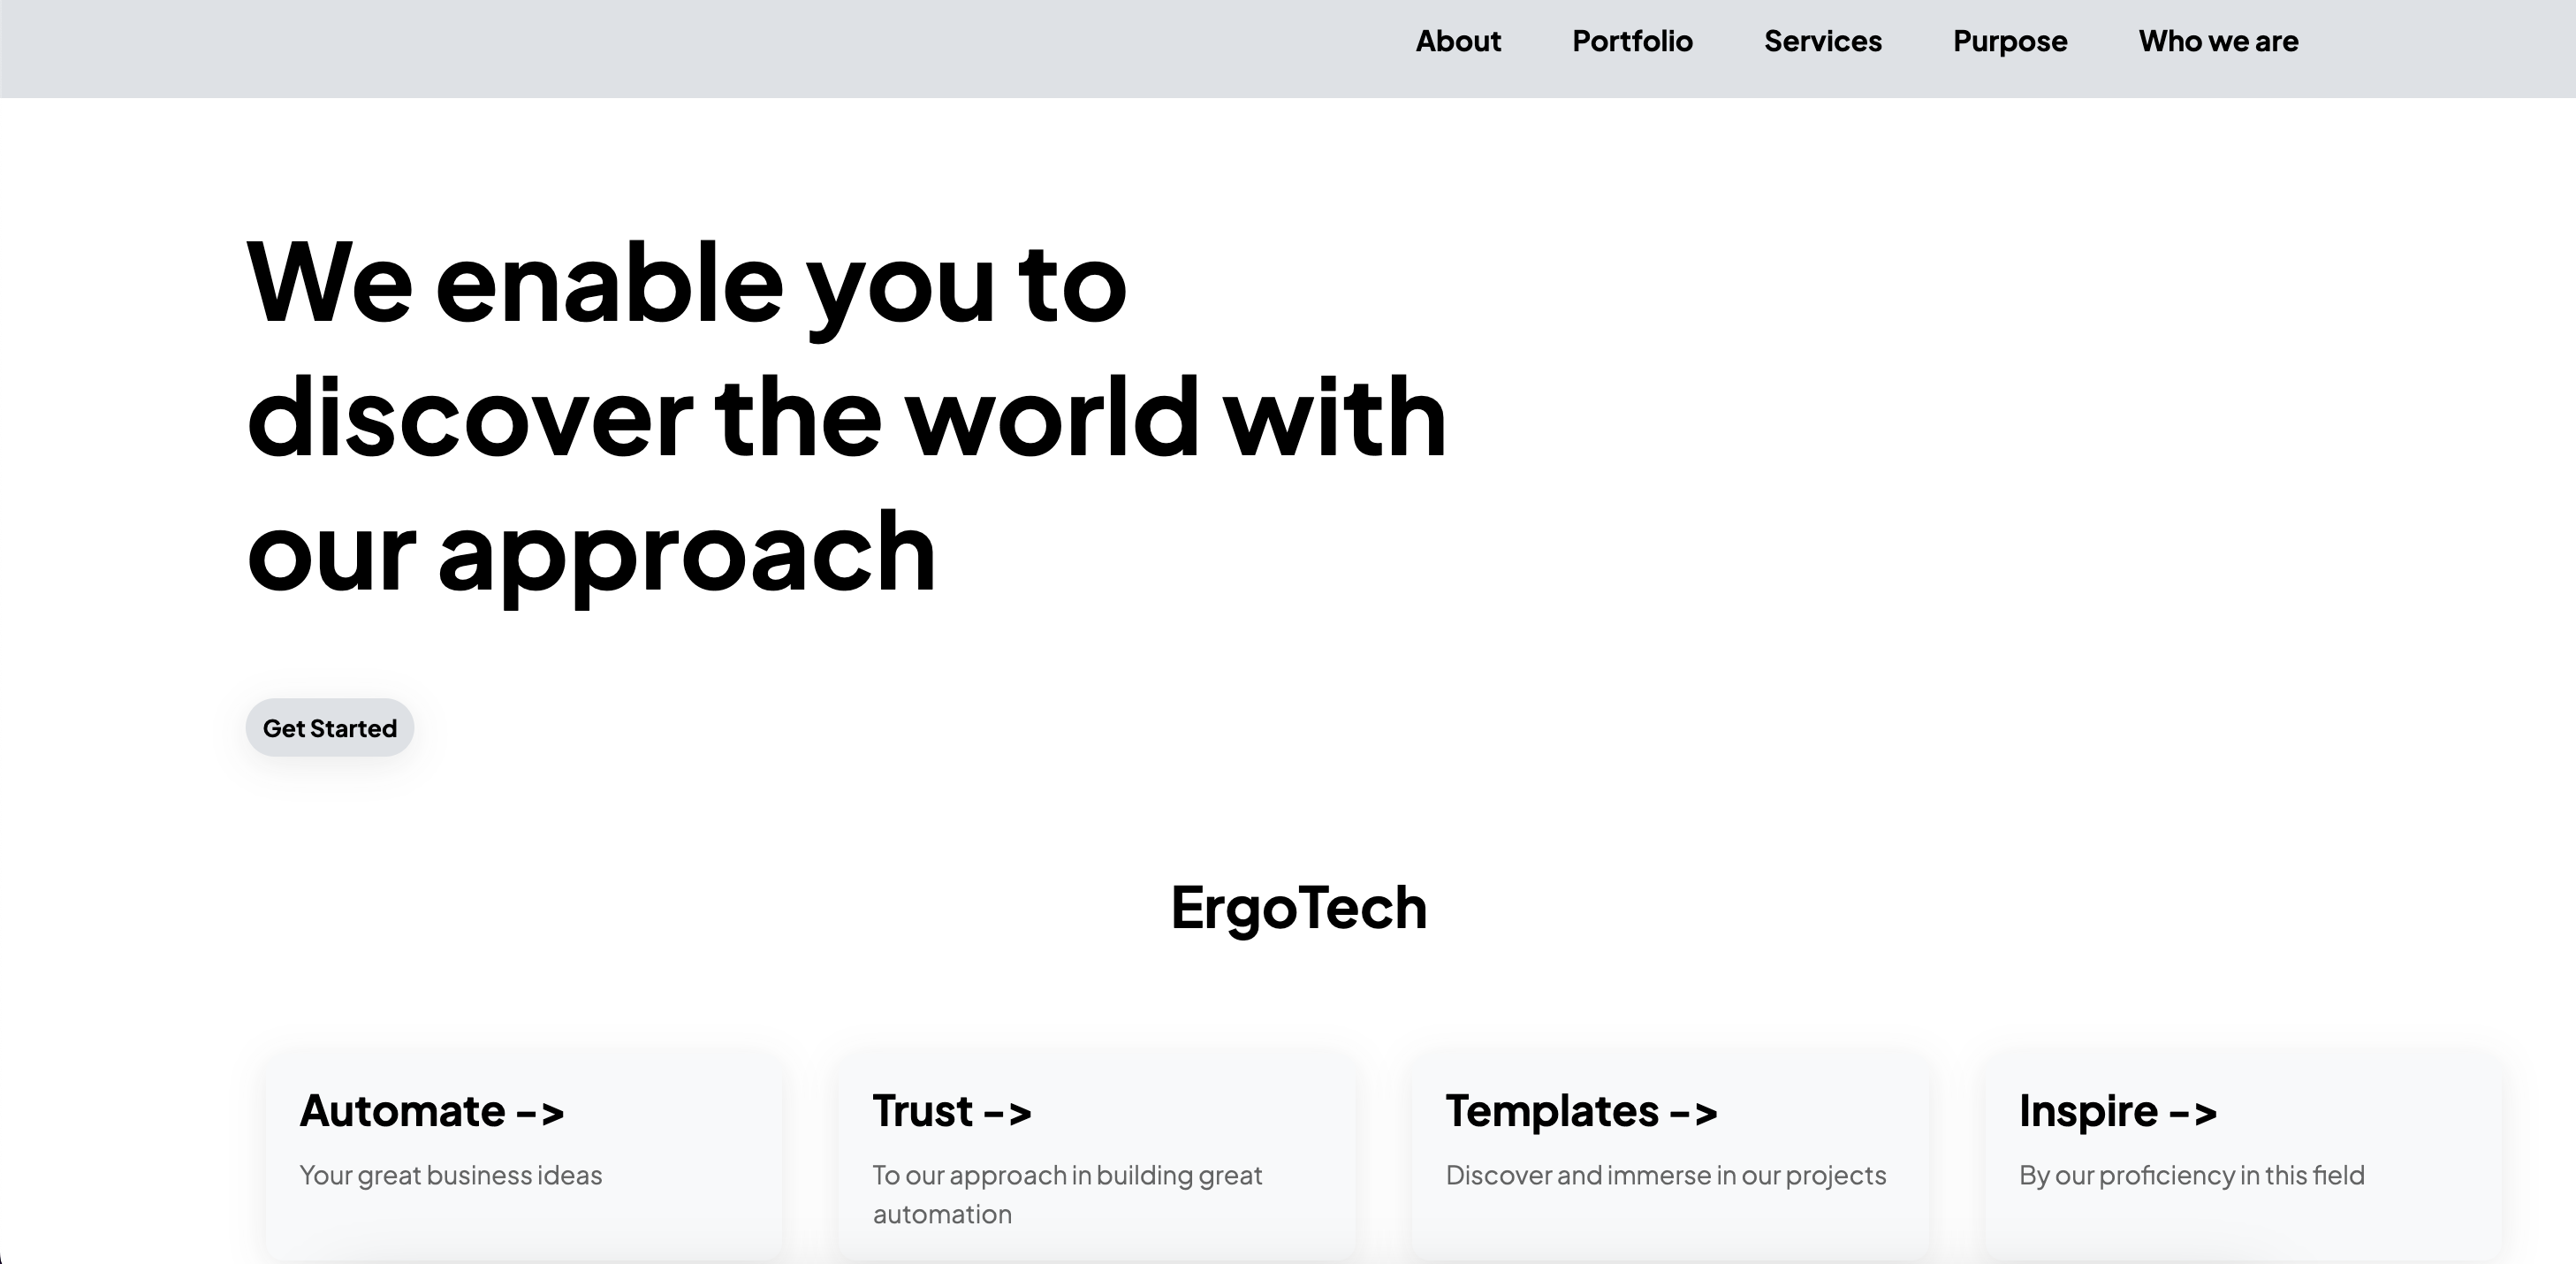 About Portfolio Services Purpose Who we are
We enable you to
discover the world with
our approach
Get Started
ErgoTech
Automate ->
Your great business ideas
Trust ->
To our approach in building great
automation
Templates ->
Discover and immerse in our projects
Inspire ->
By our proficiency in this field